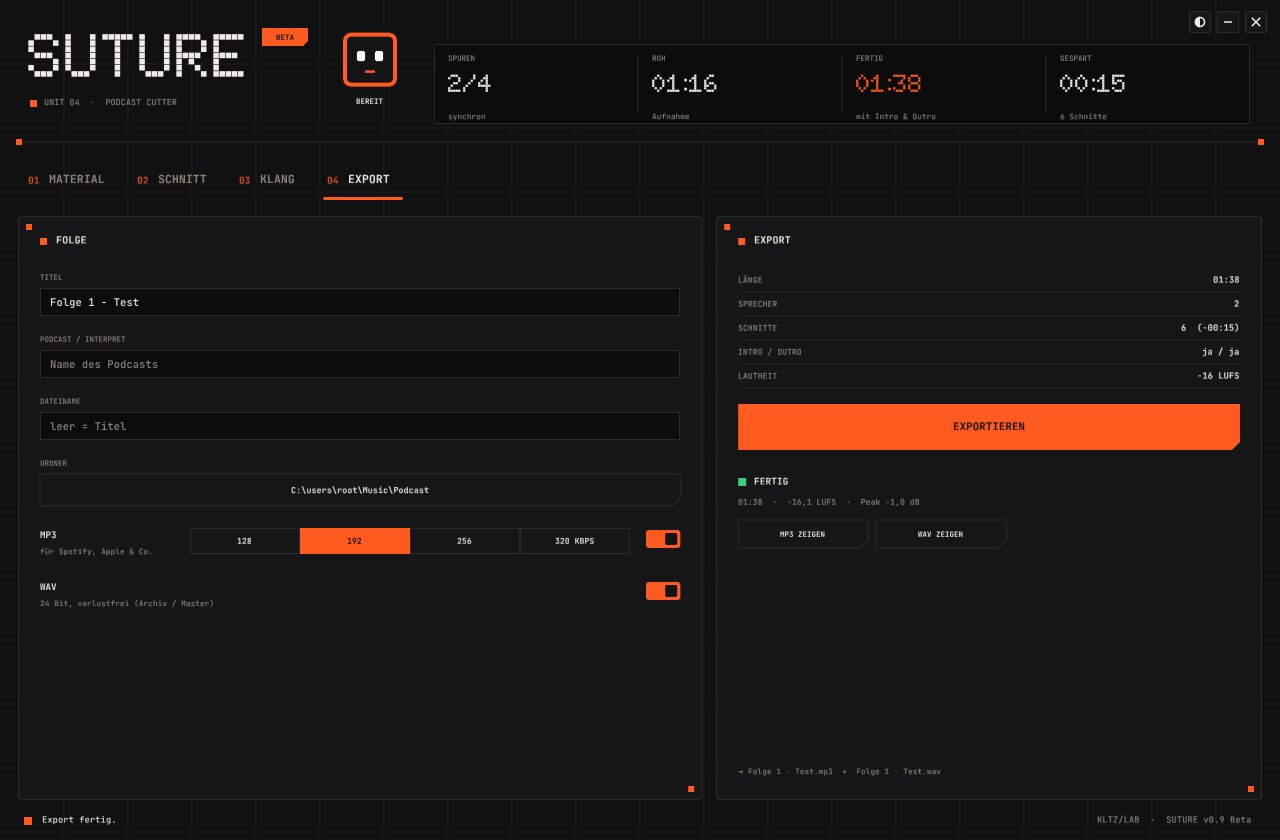 SUTURE BETA
UNIT 04 · PODCAST CUTTER
BEREIT
SPUREN
2/4
synchron
ROH
01:16
Aufnahme
FERTIG
01:38
mit Intro & Outro
GESPART
00:15
6 Schnitte
01 MATERIAL 02 SCHNITT 03 KLANG 04 EXPORT
FOLGE
TITEL
Folge 1 - Test
PODCAST / INTERPRET
Name des Podcasts
DATEINAME
leer = Titel
ORDNER
C:\users\root\Music\Podcast
MP3
für Spotify, Apple & Co.
128 192 256 320 KBPS
WAV
24 Bit, verlustfrei (Archiv / Master)
EXPORT
LÄNGE 01:38
SPRECHER 2
SCHNITTE 6 (-00:15)
INTRO / OUTRO ja / ja
LAUTHEIT -16 LUFS
EXPORTIEREN
FERTIG
01:38 · -16,1 LUFS · Peak -1,0 dB
MP3 ZEIGEN WAV ZEIGEN
→ Folge 1 - Test.mp3 + Folge 1 - Test.wav
Export fertig.
KLTZ/LAB · SUTURE v0.9 Beta